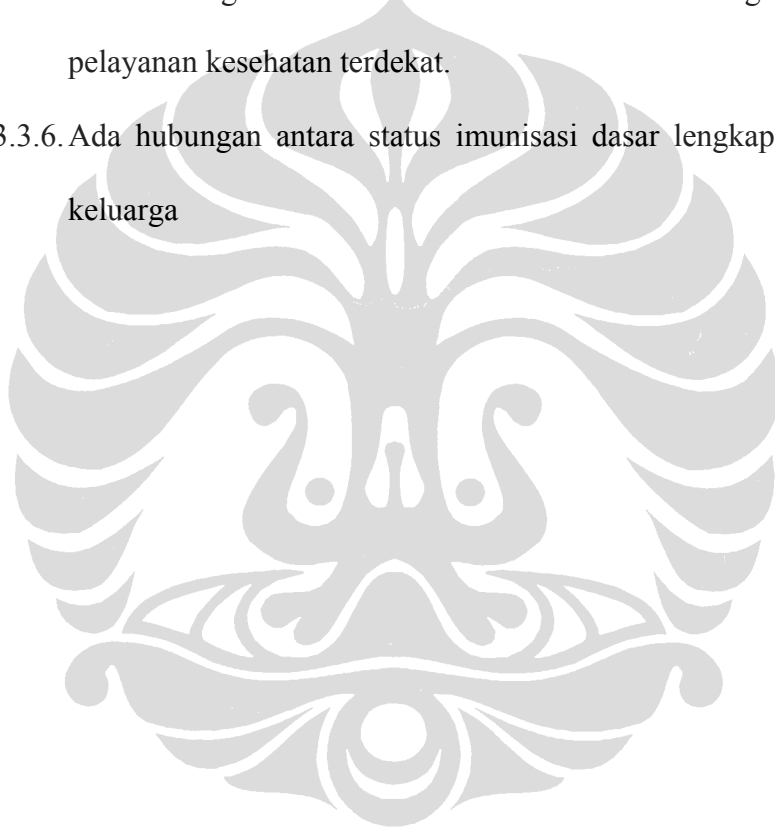 pelayanan kesehatan terdekat.
3.3.6. Ada hubungan antara status imunisasi dasar lengkap
keluarga